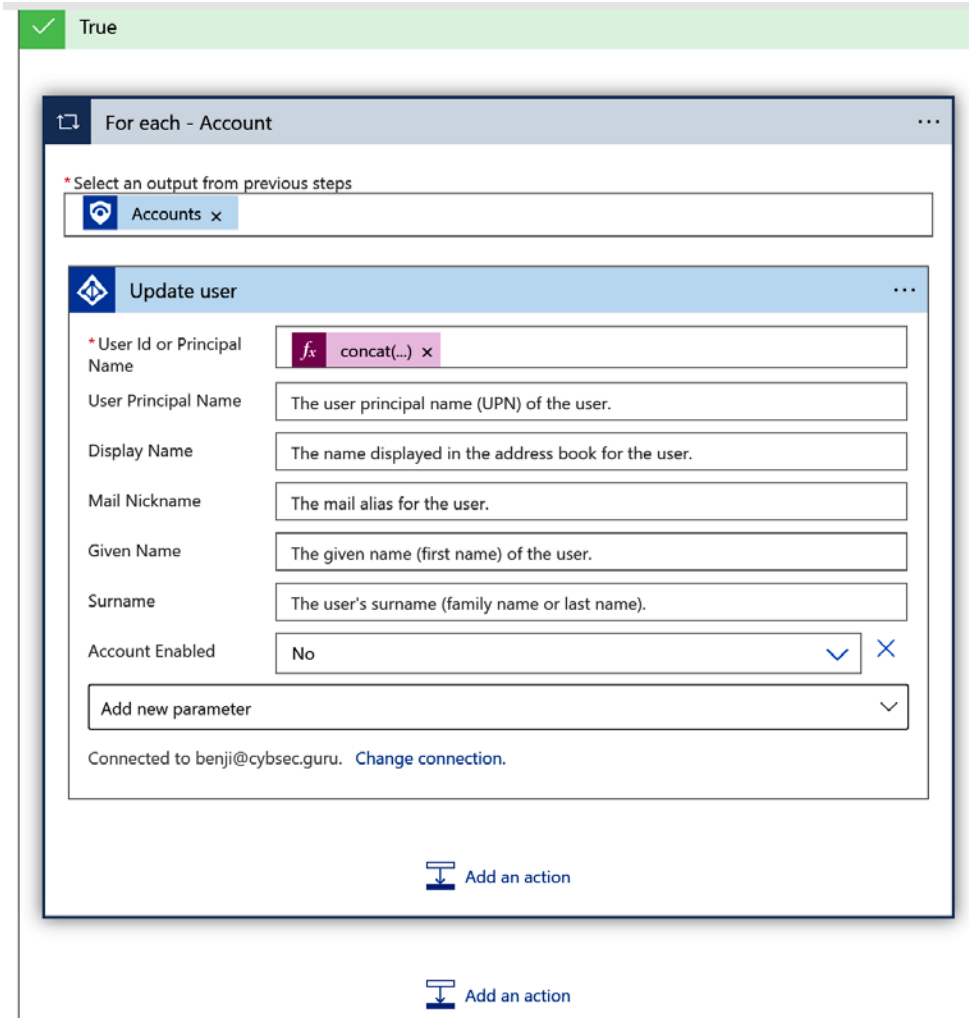 True
For each - Account
...
*Select an output from previous steps
Accounts ×
Update user
...
*User Id or Principal
Name
fx concat(...) ×
User Principal Name
The user principal name (UPN) of the user.
Display Name
The name displayed in the address book for the user.
Mail Nickname
The mail alias for the user.
Given Name
The given name (first name) of the user.
Surname
The user's surname (family name or last name).
Account Enabled
No
Add new parameter
Connected to benji@cybsec.guru. Change connection.
Add an action
Add an action